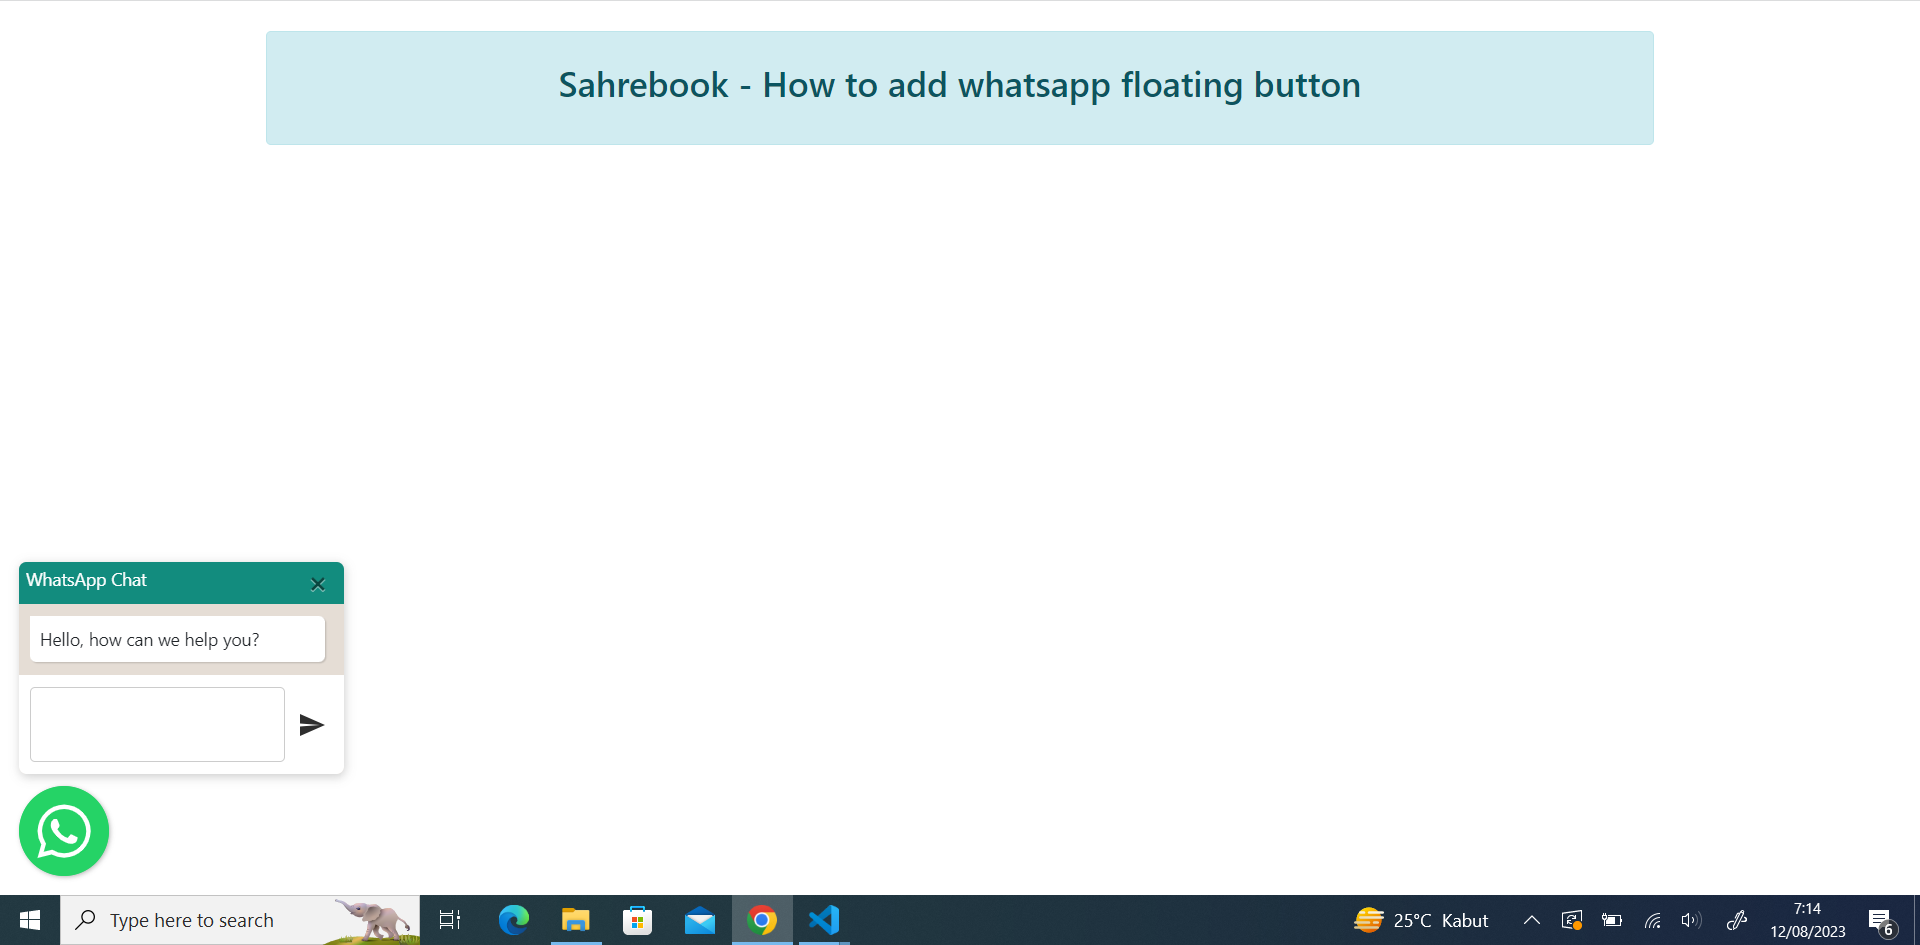 Sahrebook - How to add whatsapp floating button
WhatsApp Chat
Hello, how can we help you?
Type here to search
25°C Kabut
7:14
12/08/2023
6